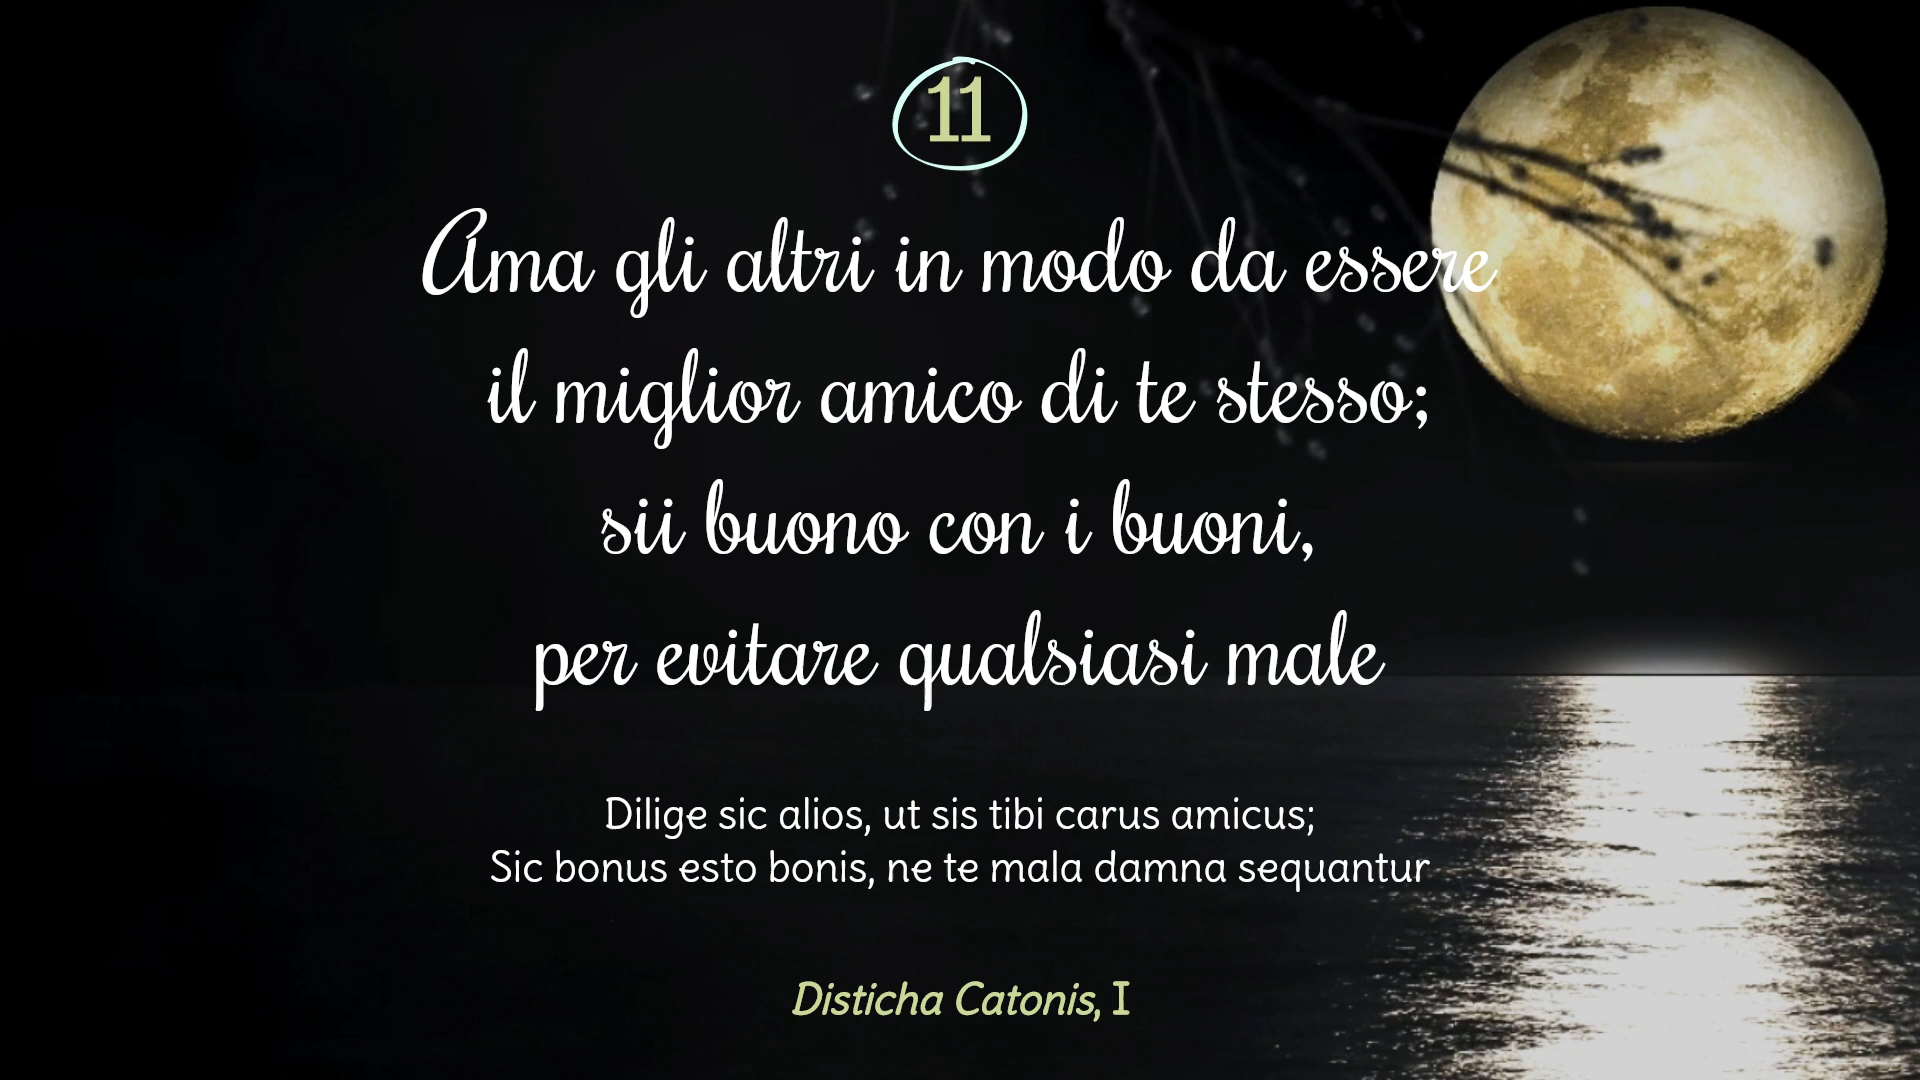 11
Ama gli altri in modo da essere
il miglior amico di te stesso;
sii buono con i buoni,
per evitare qualsiasi male
Dilige sic alios, ut sis tibi carus amicus;
Sic bonus esto bonis, ne te mala damna sequantur
Disticha Catonis, I